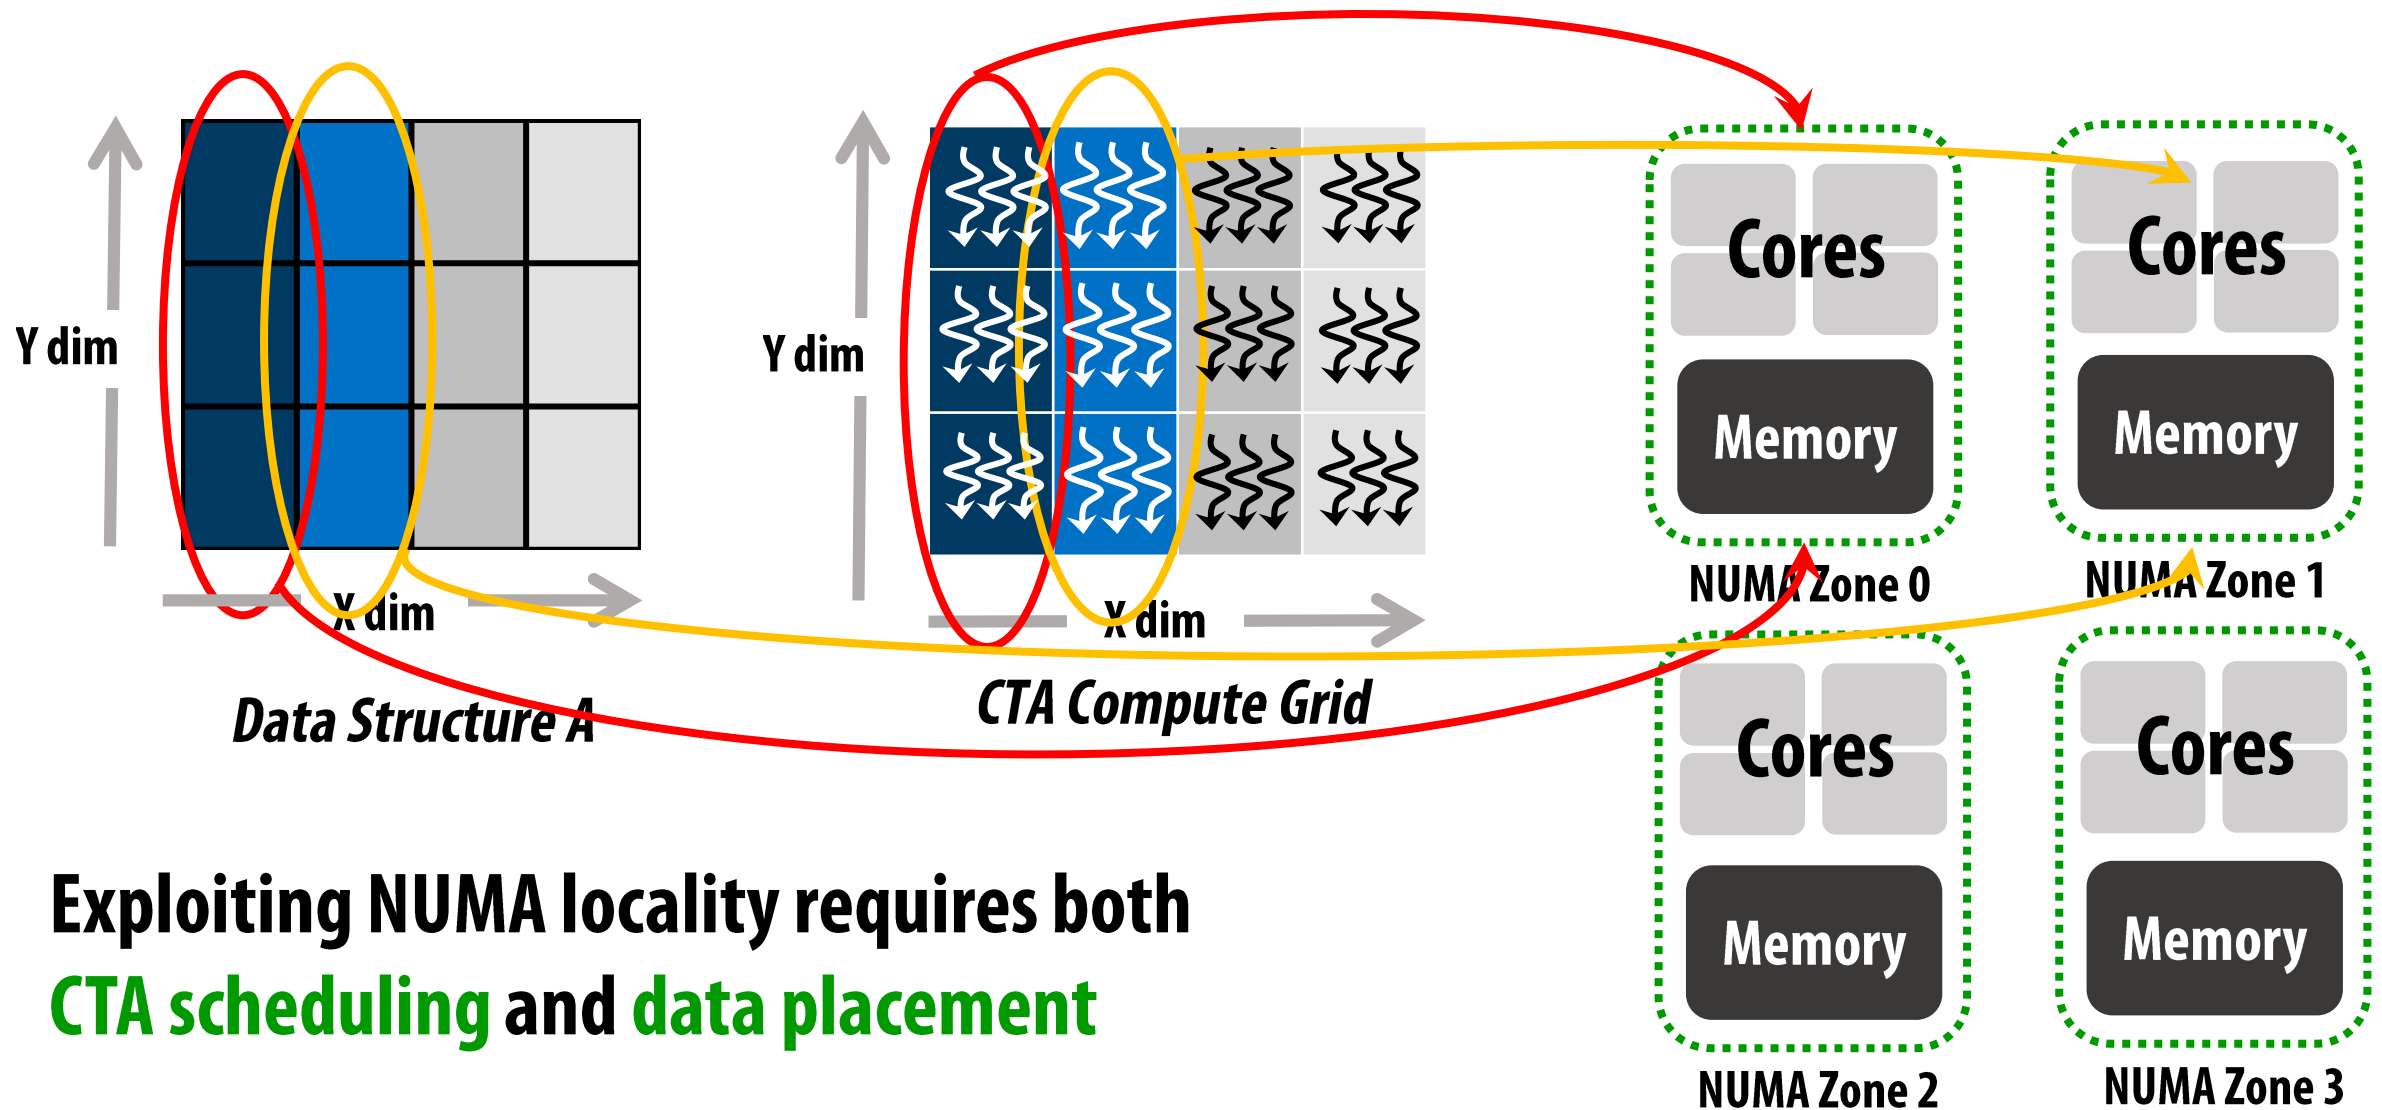 Y dim
X dim
Data Structure A
Y dim
X dim
CTA Compute Grid
Cores
Memory
NUMA Zone 0
Cores
Memory
NUMA Zone 1
Cores
Memory
NUMA Zone 2
Cores
Memory
NUMA Zone 3
Exploiting NUMA locality requires both
CTA scheduling and data placement